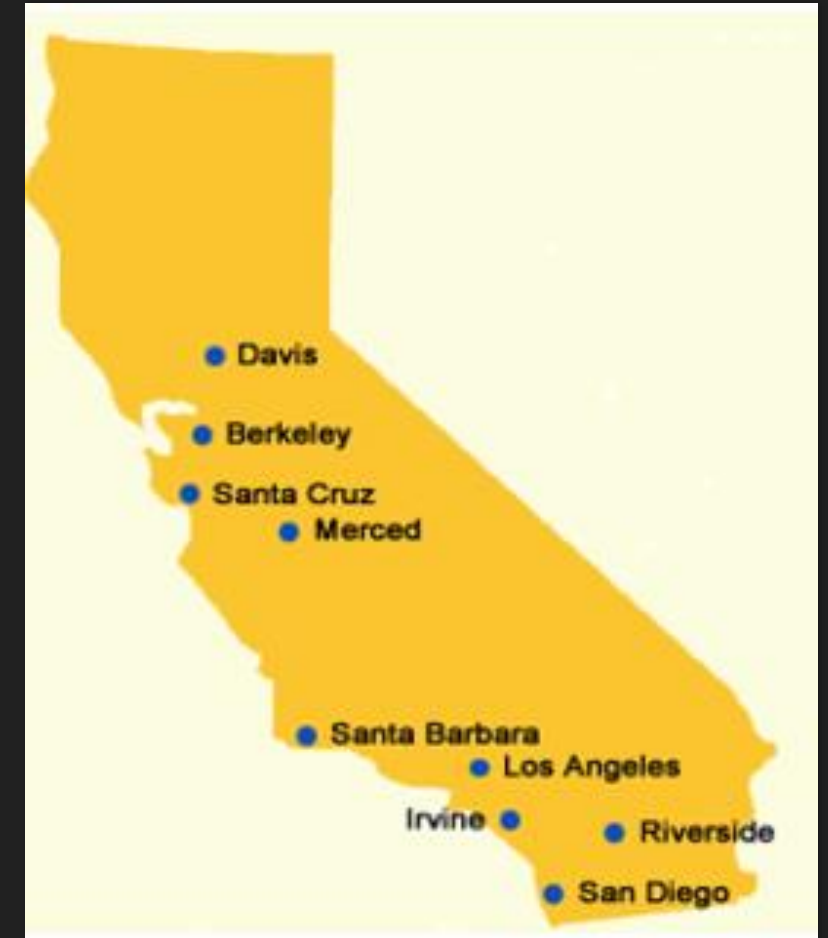 Davis
Berkeley
Santa Cruz
Merced
Santa Barbara
Los Angeles
Irvine
Riverside
San Diego